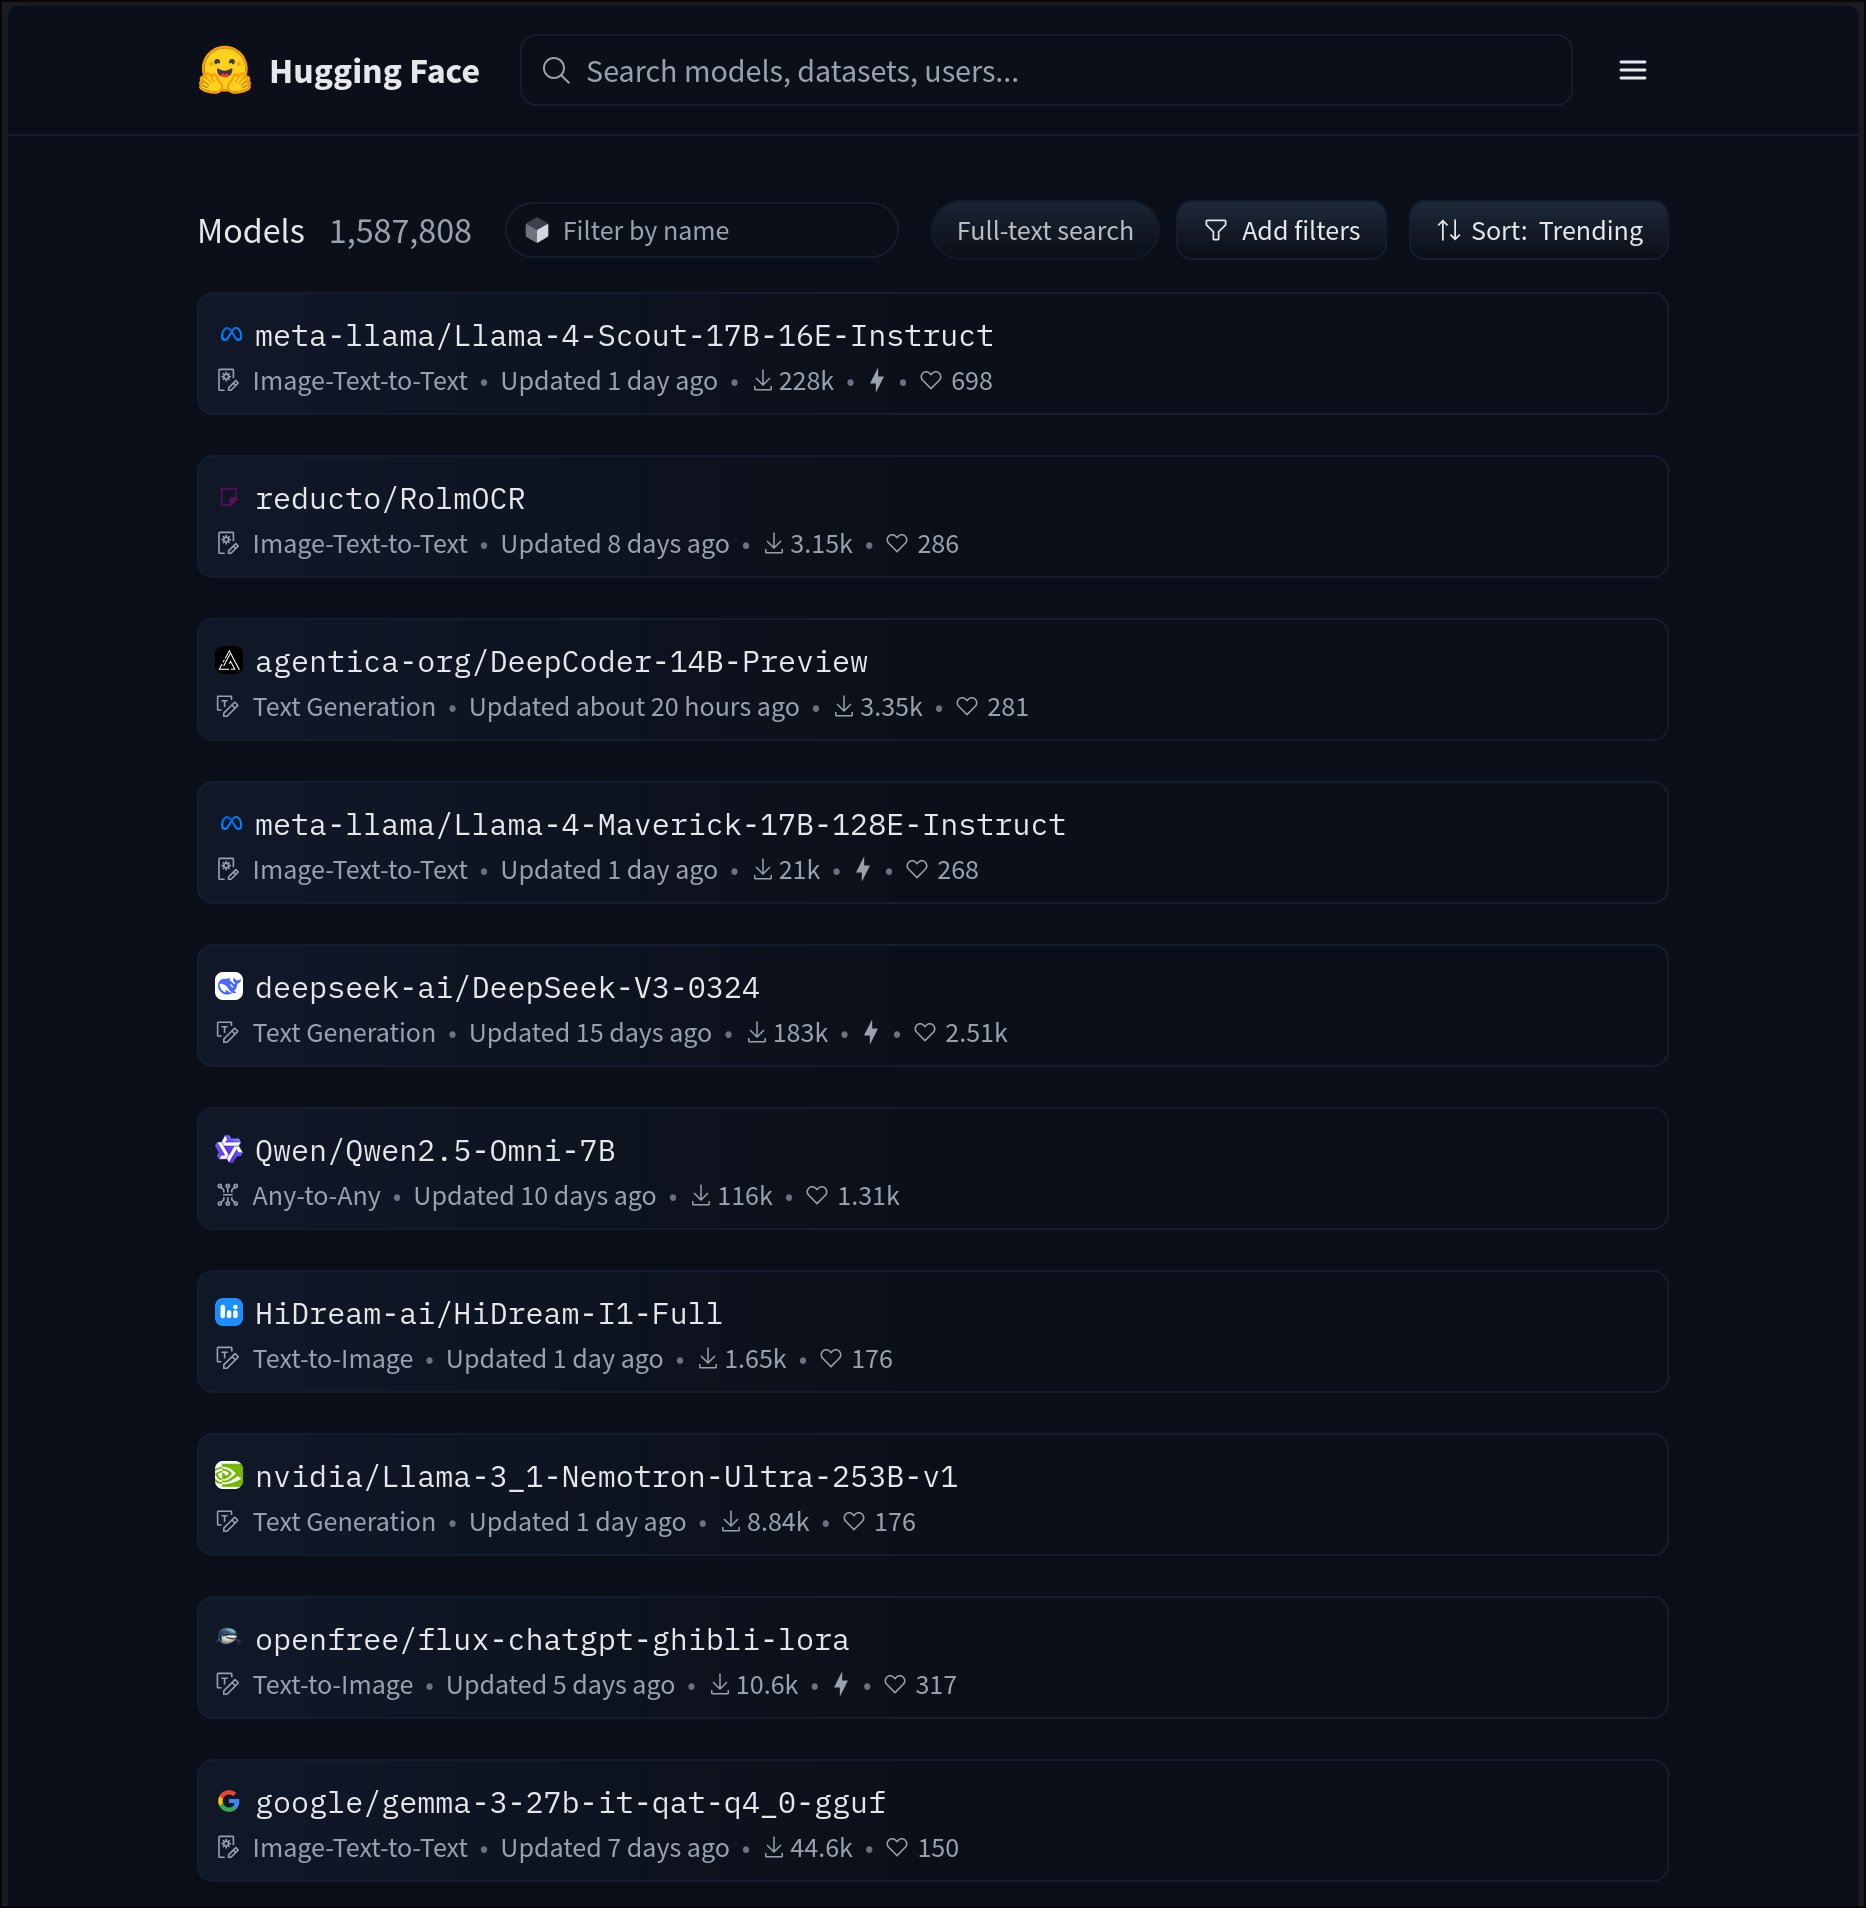 Hugging Face
Search models, datasets, users...
Models 1,587,808
Filter by name
Full-text search
Add filters
Sort: Trending
meta-llama/Llama-4-Scout-17B-16E-Instruct
Image-Text-to-Text • Updated 1 day ago • 228k • • 698
reducto/RolmOCR
Image-Text-to-Text • Updated 8 days ago • 3.15k • 286
agentica-org/DeepCoder-14B-Preview
Text Generation • Updated about 20 hours ago • 3.35k • 281
meta-llama/Llama-4-Maverick-17B-128E-Instruct
Image-Text-to-Text • Updated 1 day ago • 21k • • 268
deepseek-ai/DeepSeek-V3-0324
Text Generation • Updated 15 days ago • 183k • • 2.51k
Qwen/Qwen2.5-Omni-7B
Any-to-Any • Updated 10 days ago • 116k • 1.31k
HiDream-ai/HiDream-I1-Full
Text-to-Image • Updated 1 day ago • 1.65k • 176
nvidia/Llama-3_1-Nemotron-Ultra-253B-v1
Text Generation • Updated 1 day ago • 8.84k • 176
openfree/flux-chatgpt-ghibli-lora
Text-to-Image • Updated 5 days ago • 10.6k • • 317
google/gemma-3-27b-it-qat-q4_0-gguf
Image-Text-to-Text • Updated 7 days ago • 44.6k • 150